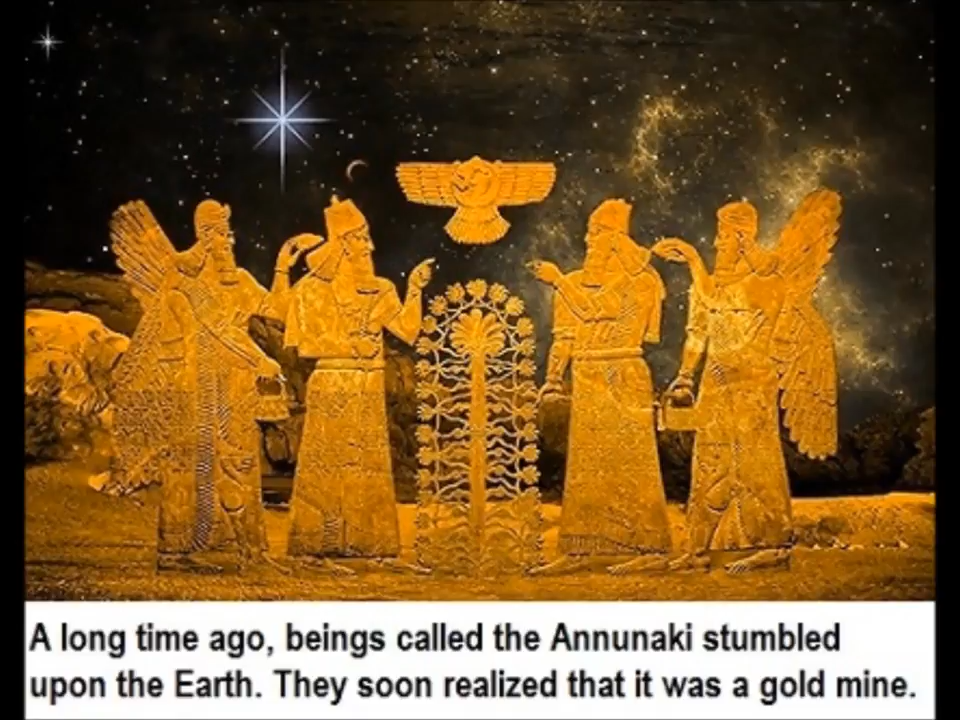 A long time ago, beings called the Annunaki stumbled
upon the Earth. They soon realized that it was a gold mine.